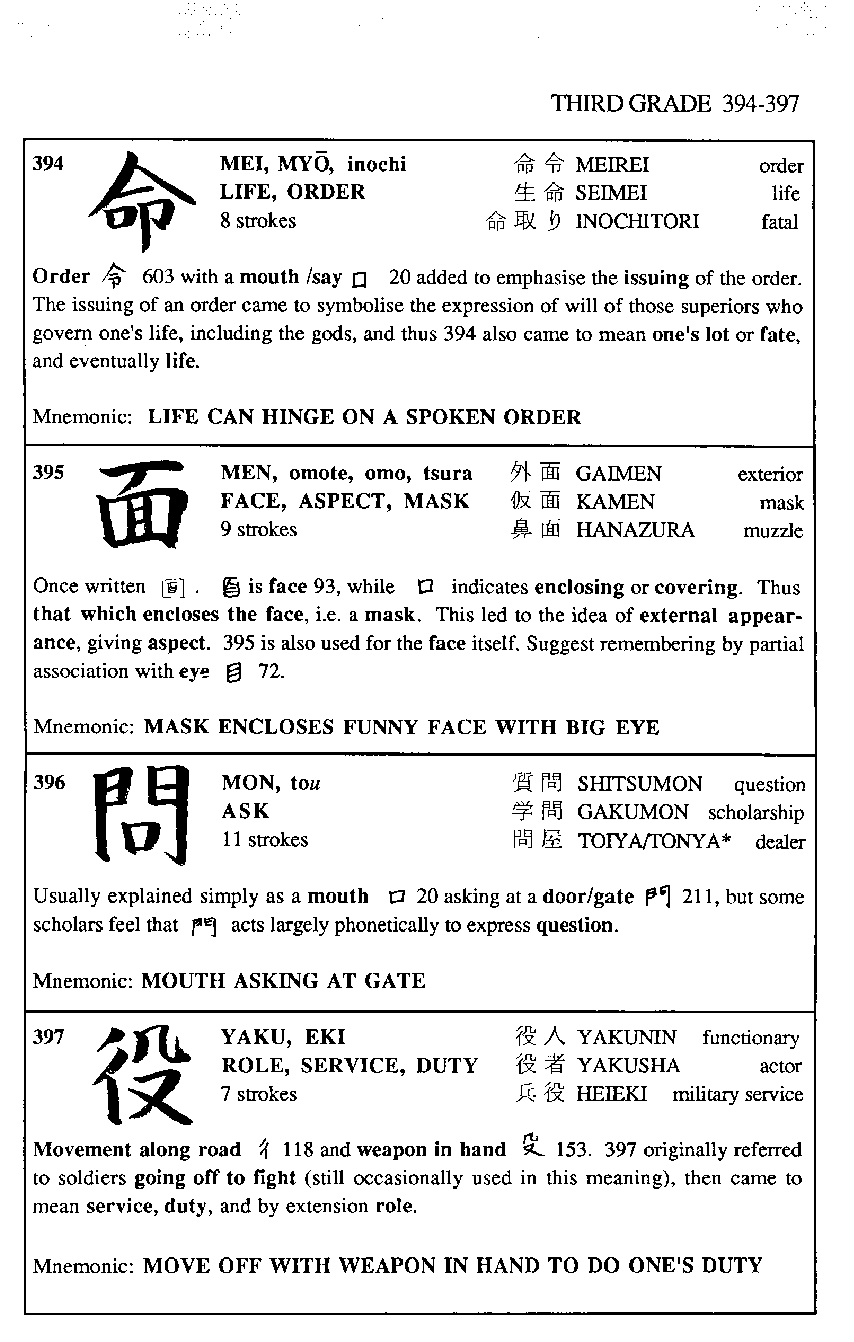 THIRD GRADE 394-397
394 命 MEI, MYŌ, inochi 命令 MEIREI order
LIFE, ORDER 生命 SEIMEI life
8 strokes 命取り INOCHITORI fatal
Order 令 603 with a mouth /say 口 20 added to emphasise the issuing of the order.
The issuing of an order came to symbolise the expression of will of those superiors who
govern one's life, including the gods, and thus 394 also came to mean one's lot or fate,
and eventually life.
Mnemonic: LIFE CAN HINGE ON A SPOKEN ORDER
395 面 MEN, omote, omo, tsura 外面 GAIMEN exterior
FACE, ASPECT, MASK 仮面 KAMEN mask
9 strokes 鼻面 HANAZURA muzzle
Once written . is face 93, while 口 indicates enclosing or covering. Thus
that which encloses the face, i.e. a mask. This led to the idea of external appear-
ance, giving aspect. 395 is also used for the face itself. Suggest remembering by partial
association with eye 目 72.
Mnemonic: MASK ENCLOSES FUNNY FACE WITH BIG EYE
396 問 MON, tou 質問 SHITSUMON question
ASK 学問 GAKUMON scholarship
11 strokes 問屋 TOIYA/TONYA* dealer
Usually explained simply as a mouth 口 20 asking at a door/gate 門 211, but some
scholars feel that 門 acts largely phonetically to express question.
Mnemonic: MOUTH ASKING AT GATE
397 役 YAKU, EKI 役人 YAKUNIN functionary
ROLE, SERVICE, DUTY 役者 YAKUSHA actor
7 strokes 兵役 HEIEKI military service
Movement along road 彳 118 and weapon in hand 殳 153. 397 originally referred
to soldiers going off to fight (still occasionally used in this meaning), then came to
mean service, duty, and by extension role.
Mnemonic: MOVE OFF WITH WEAPON IN HAND TO DO ONE'S DUTY